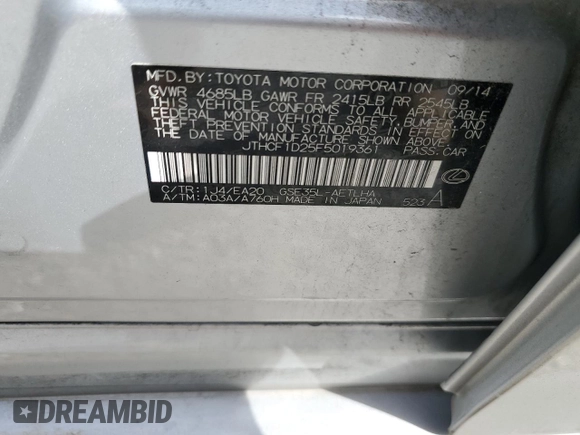 MFD.BY: TOYOTA MOTOR CORPORATION 09/14
GVWR 4685LB GAWR FR 2415LB RR 2545LB
THIS VEHICLE CONFORMS TO ALL APPLICABLE
FEDERAL MOTOR VEHICLE SAFETY, BUMPER, AND
THEFT PREVENTION STANDARDS IN EFFECT ON
THE DATE OF MANUFACTURE SHOWN ABOVE.
JTHCF1D25F5019361 PASS.CAR
C/TR:1J4/EA20 GSE35L-AETLHA
A/TM:A03A/A760H MADE IN JAPAN 523 A
DREAMBID